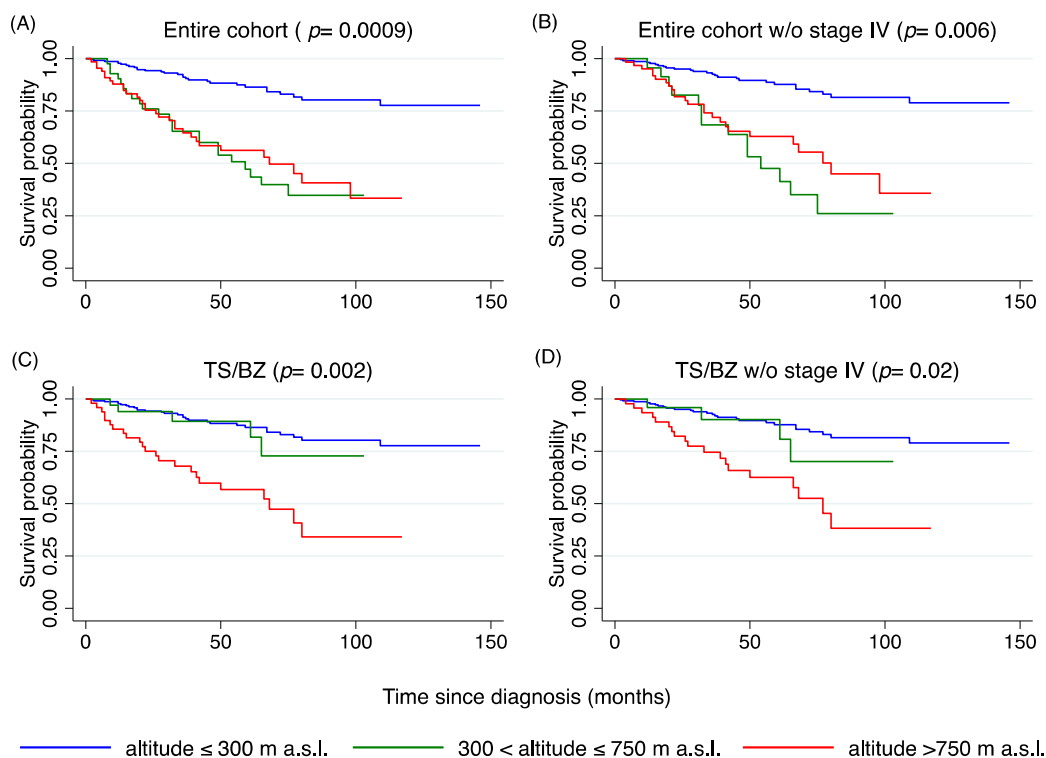 (A)
Entire cohort ( p= 0.0009)
Survival probability
0.00 0.25 0.50 0.75 1.00
0 50 100 150
(B)
Entire cohort w/o stage IV (p= 0.006)
Survival probability
0.00 0.25 0.50 0.75 1.00
0 50 100 150
(C)
TS/BZ (p= 0.002)
Survival probability
0.00 0.25 0.50 0.75 1.00
0 50 100 150
(D)
TS/BZ w/o stage IV (p= 0.02)
Survival probability
0.00 0.25 0.50 0.75 1.00
0 50 100 150
Time since diagnosis (months)
altitude ≤ 300 m a.s.l. 300 < altitude ≤ 750 m a.s.l. altitude >750 m a.s.l.